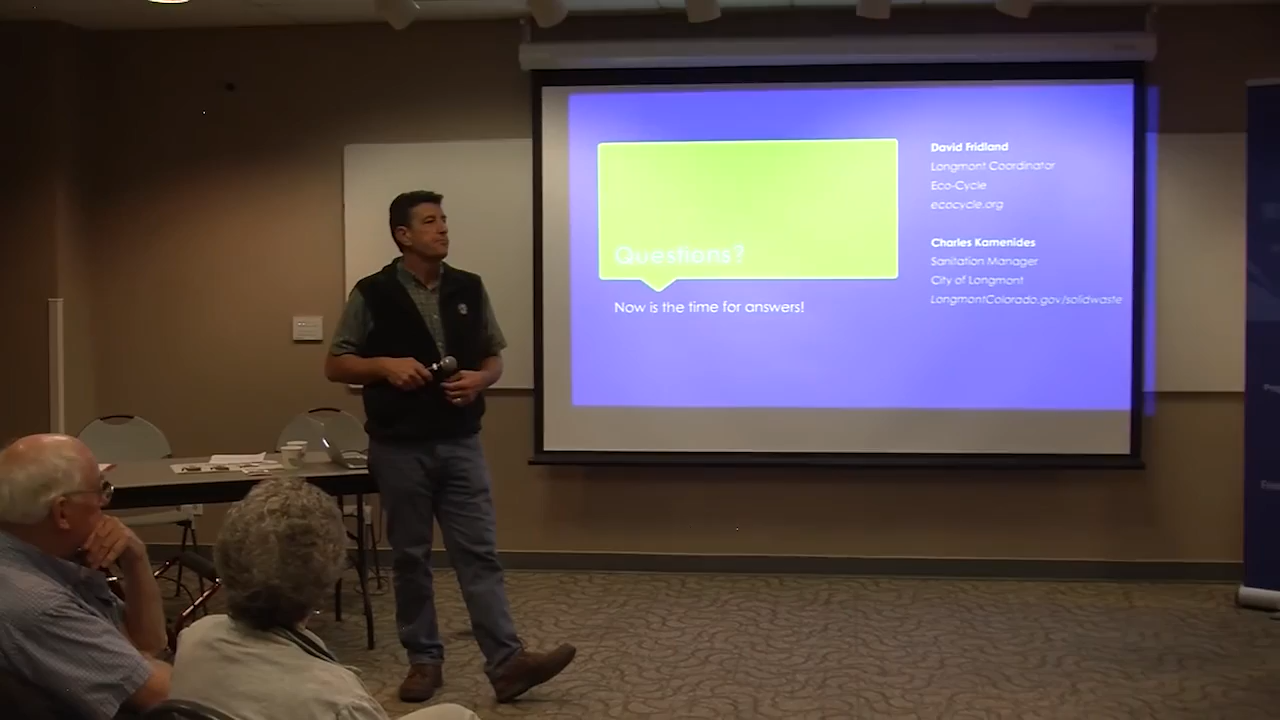 Questions?
Now is the time for answers!
David Fridland
Longmont Coordinator
Eco-Cycle
ecocycle.org
Charles Kamenides
Sanitation Manager
City of Longmont
LongmontColorado.gov/solidwaste